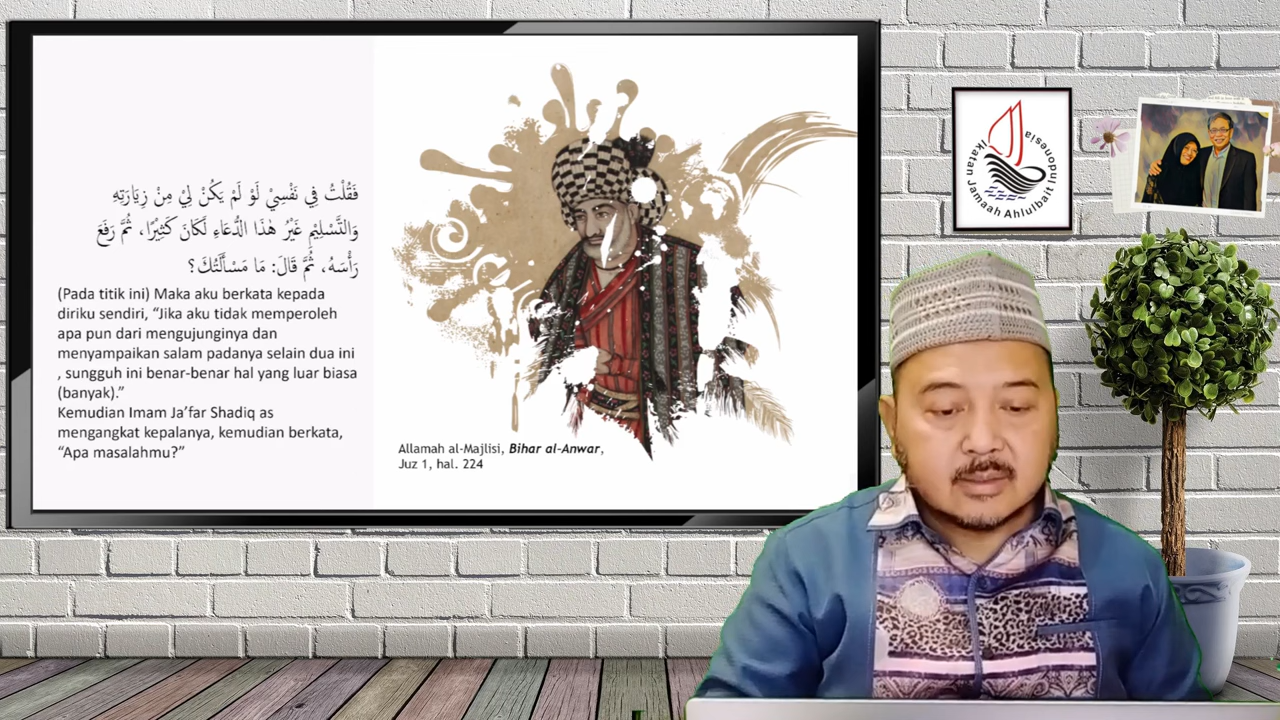 فَقُلْتُ فِي نَفْسِي لَوْ لَمْ يَكُنْ لِيْ مِنْ زِيَارَتِهِ
وَالتَّسْلِيْمِ غَيْرُ هٰذَا الدُّعَاءِ لَكَانَ كَثِيْرًا، ثُمَّ رَفَعَ
رَأْسَهُ، ثُمَّ قَالَ: مَا مَسْأَلَتُكَ؟
(Pada titik ini) Maka aku berkata kepada
diriku sendiri, “Jika aku tidak memperoleh
apa pun dari mengujunginya dan
menyampaikan salam padanya selain dua ini
, sungguh ini benar-benar hal yang luar biasa
(banyak).”
Kemudian Imam Ja’far Shadiq as
mengangkat kepalanya, kemudian berkata,
“Apa masalahmu?”
Allamah al-Majlisi, Bihar al-Anwar,
Juz 1, hal. 224
Ikatan Jamaah Ahlulbait Indonesia